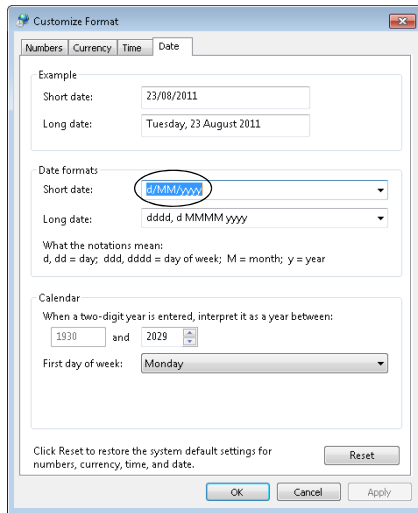 Customize Format
Numbers Currency Time Date
Example
Short date: 23/08/2011
Long date: Tuesday, 23 August 2011
Date formats
Short date: d/MM/yyyy
Long date: dddd, d MMMM yyyy
What the notations mean:
d, dd = day; ddd, dddd = day of week; M = month; y = year
Calendar
When a two-digit year is entered, interpret it as a year between:
1930 and 2029
First day of week: Monday
Click Reset to restore the system default settings for
numbers, currency, time, and date.
Reset
OK Cancel Apply